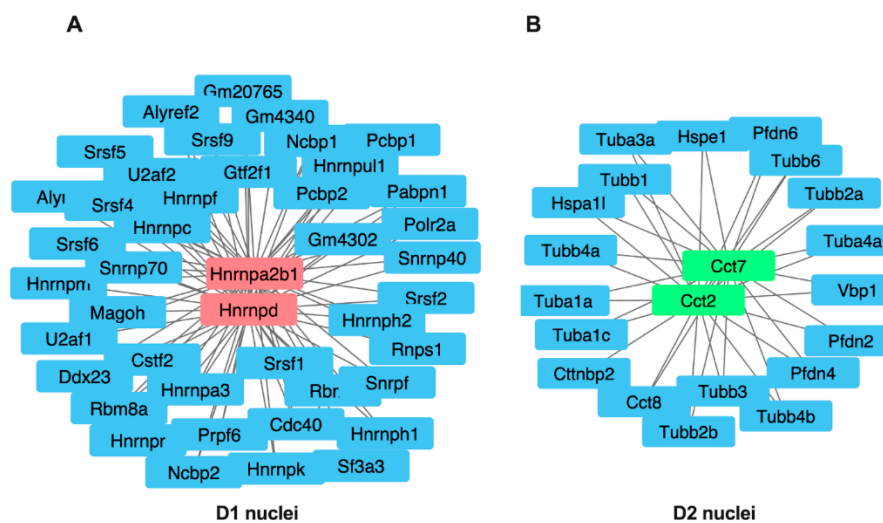 A
B
Gm20765
Alyref2
Gm4340
Srsf9
Ncbp1
Pcbp1
Srsf5
Hnrnpul1
U2af2
Gtf2f1
Hnrnpf
Pcbp2
Pabpn1
Srsf4
Hnrnpc
Polr2a
Gm4302
Srsf6
Snrnp40
Snrnp70
Hnrnpa2b1
Hnrnpm
Srsf2
Magoh
Hnrnpd
Hnrnph2
U2af1
Rnps1
Cstf2
Srsf1
Ddx23
Hnrnpa3
Snrpf
Rbm8a
Cdc40
Hnrnpr
Prpf6
Hnrnph1
Ncbp2
Hnrnpk
Sf3a3
D1 nuclei
Tuba3a
Hspe1
Pfdn6
Tubb6
Tubb1
Tubb2a
Hspa1l
Tubb4a
Tuba4a
Cct7
Vbp1
Tuba1a
Cct2
Tuba1c
Pfdn2
Cttnbp2
Pfdn4
Cct8
Tubb3
Tubb4b
Tubb2b
D2 nuclei